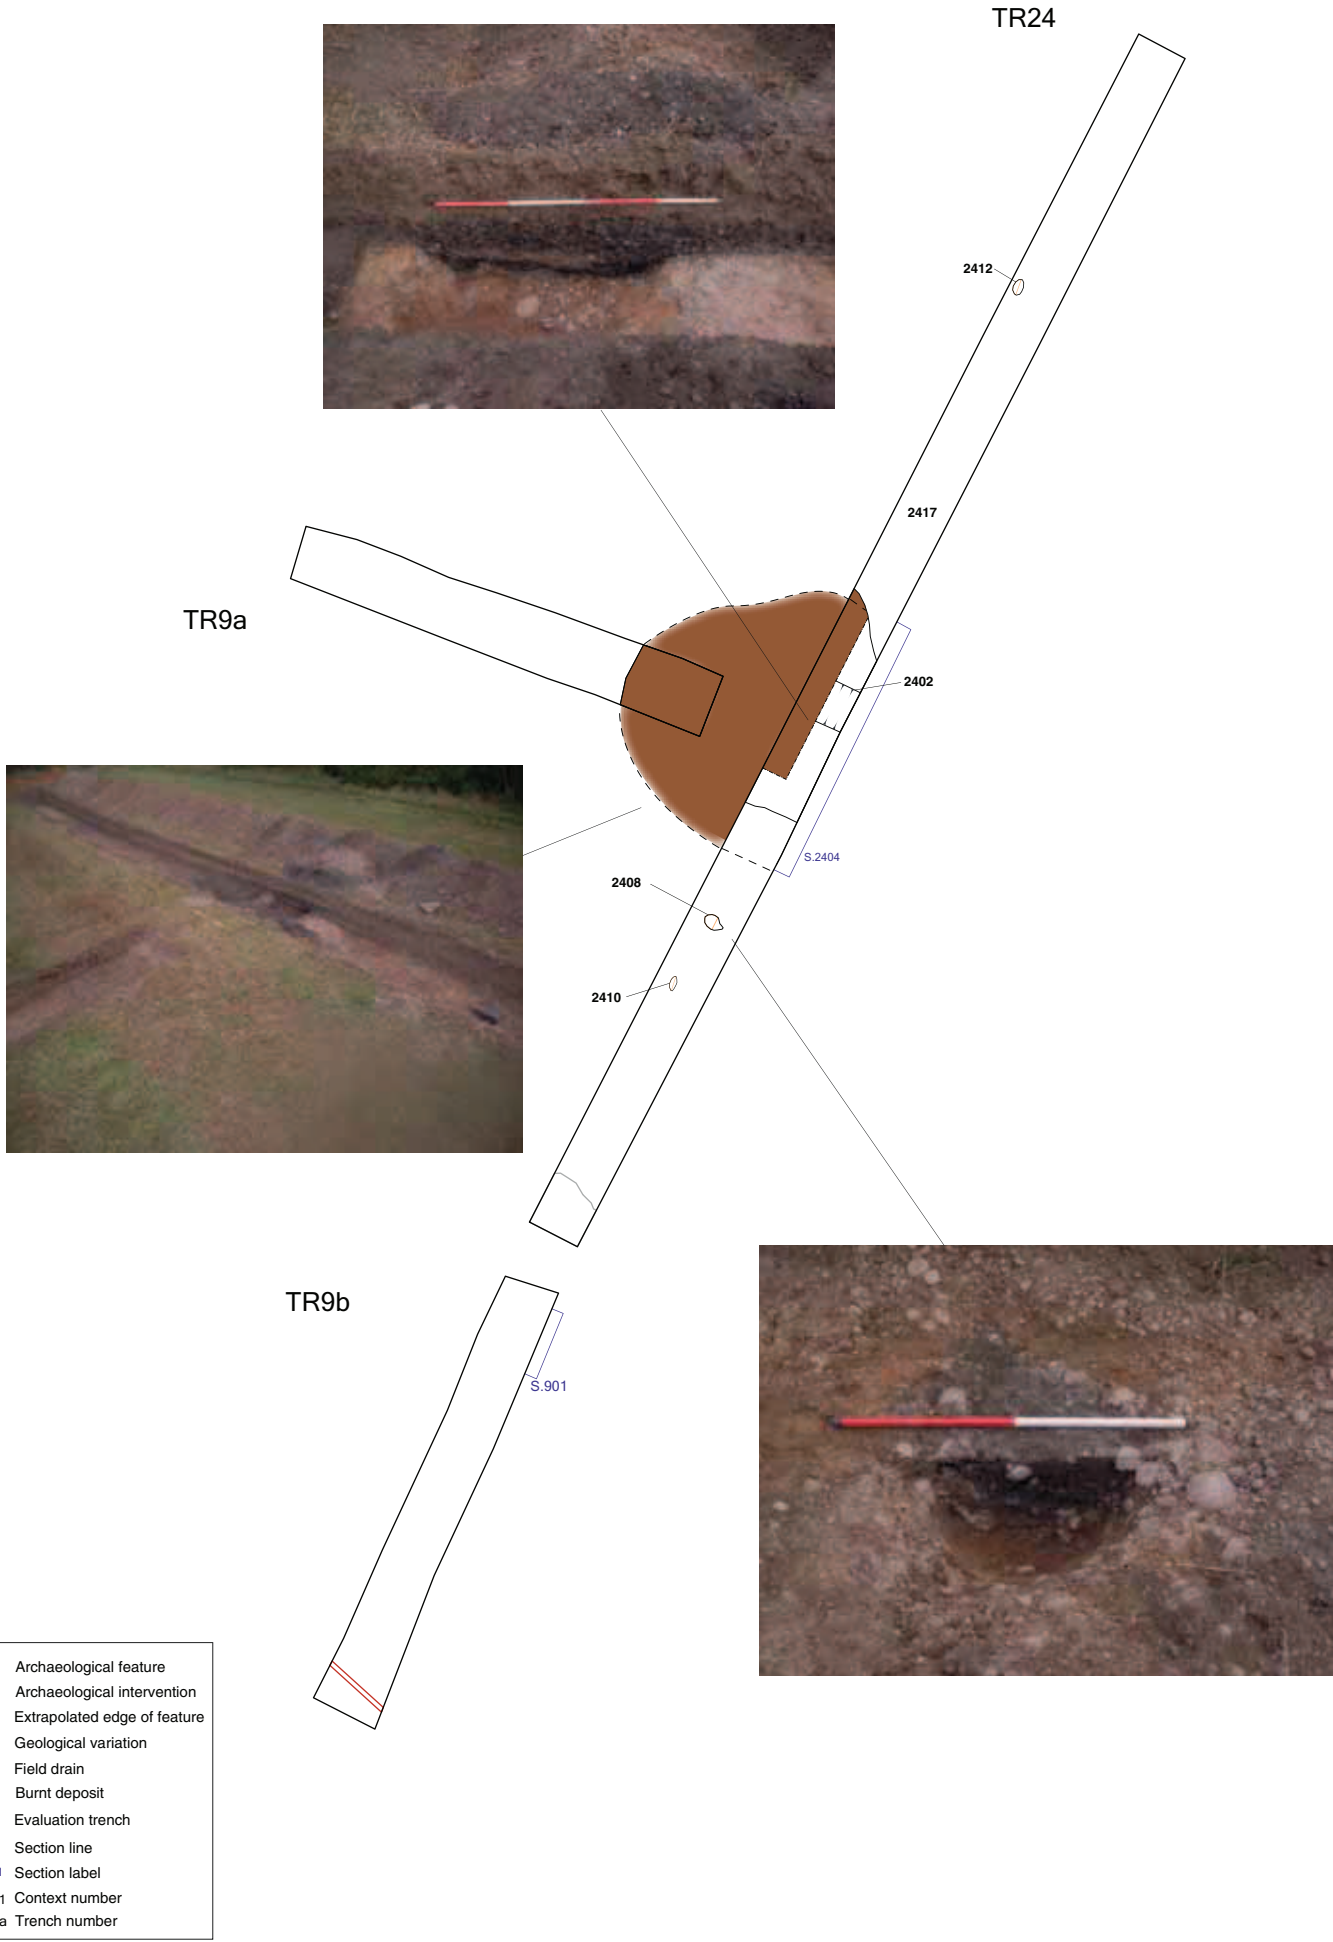 TR24
2412
2417
TR9a
2402
S.2404
2408
2410
TR9b
S.901
Archaeological feature
Archaeological intervention
Extrapolated edge of feature
Geological variation
Field drain
Burnt deposit
Evaluation trench
Section line
Section label
1 Context number
a Trench number